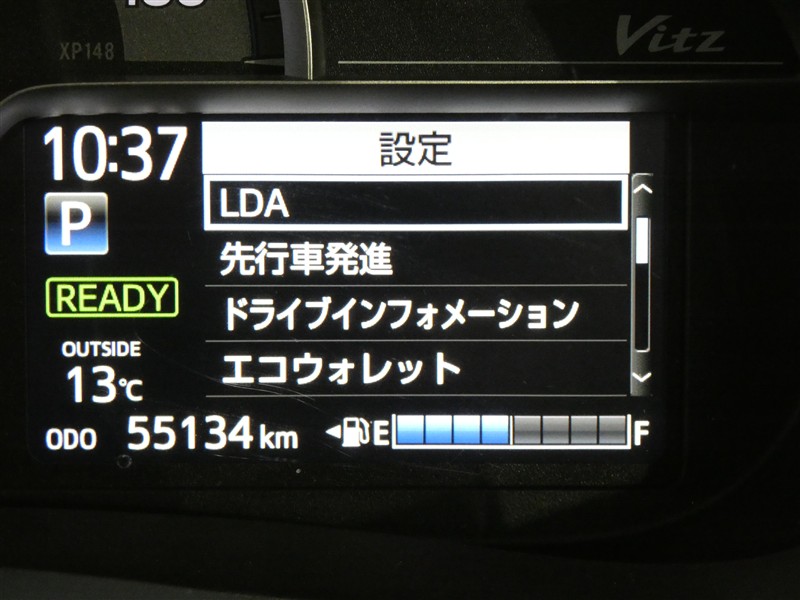 XP148
Vitz
10:37
設定
P
LDA
先行車発進
READY
ドライブインフォメーション
OUTSIDE
13℃
エコウォレット
ODO 55134 km
E F